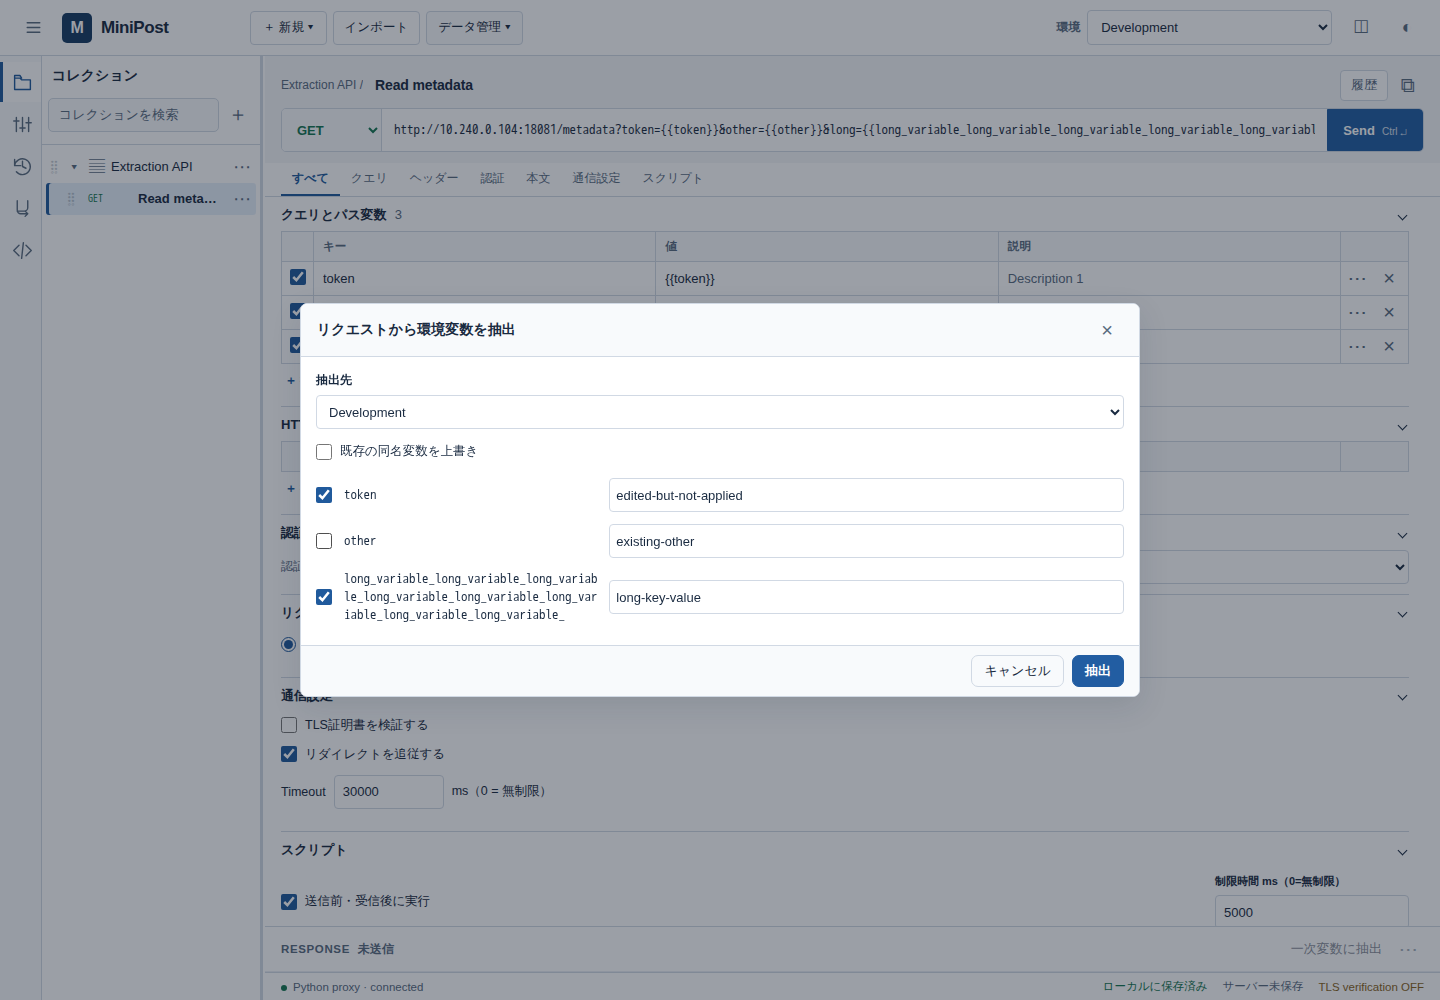 M MiniPost ＋ 新規 ▾ インポート データ管理 ▾ 環境 Development
コレクション
コレクションを検索 ＋
▾ Extraction API ···
GET Read meta… ···
Extraction API / Read metadata 履歴
GET http://10.240.0.104:18081/metadata?token={{token}}&other={{other}}&long={{long_variable_long_variable_long_variable_long_variable_long_variabl Send Ctrl ↵
すべて クエリ ヘッダー 認証 本文 通信設定 スクリプト
クエリとパス変数 3
キー 値 説明
token {{token}} Description 1 ··· ✕
··· ✕
··· ✕
+
リクエストから環境変数を抽出 ✕
抽出先
Development
既存の同名変数を上書き
token edited-but-not-applied
other existing-other
long_variable_long_variable_long_variab
le_long_variable_long_variable_long_var
iable_long_variable_long_variable_
long-key-value
キャンセル 抽出
HT
+
認証
認証
リク
通信設定
TLS証明書を検証する
リダイレクトを追従する
Timeout 30000 ms（0 = 無制限）
スクリプト
制限時間 ms（0=無制限）
送信前・受信後に実行
5000
RESPONSE 未送信 一次変数に抽出 ···
Python proxy · connected ローカルに保存済み サーバー未保存 TLS verification OFF